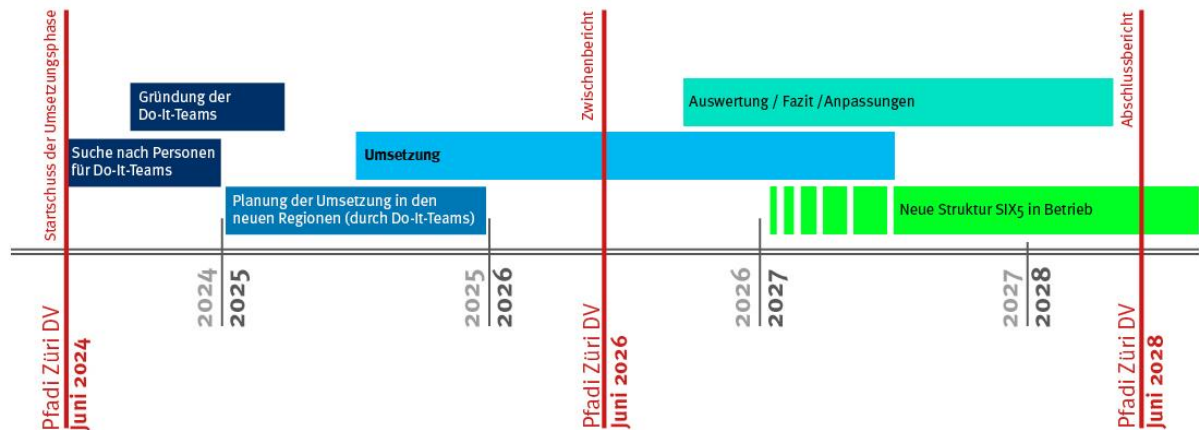 Startschuss der Umsetzungsphase
Gründung der
Do-It-Teams
Suche nach Personen
für Do-It-Teams
Planung der Umsetzung in den
neuen Regionen (durch Do-It-Teams)
Umsetzung
Zwischenbericht
Auswertung / Fazit /Anpassungen
Neue Struktur SIX5 in Betrieb
Abschlussbericht
2024
2025
2025
2026
2026
2027
2027
2028
Pfadi Züri DV
Juni 2024
Pfadi Züri DV
Juni 2026
Pfadi Züri DV
Juni 2028